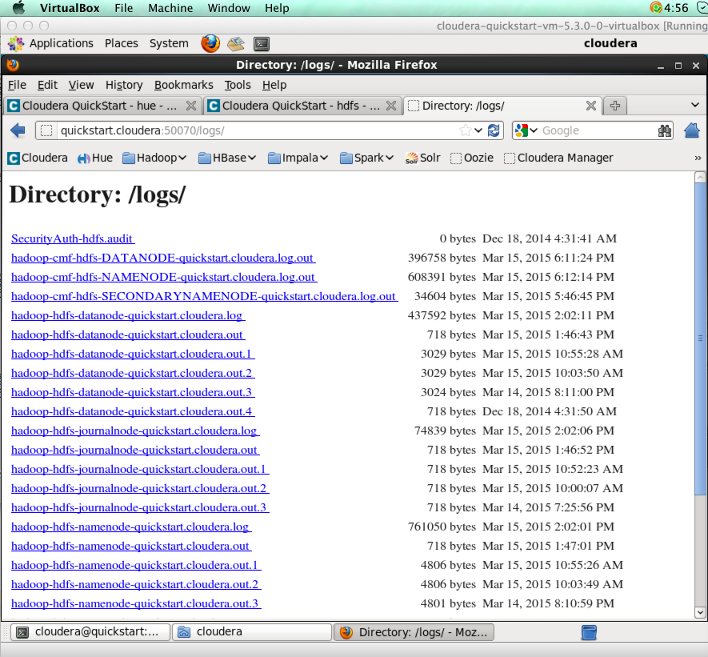 VirtualBox File Machine Window Help 4:56
cloudera-quickstart-vm-5.3.0-0-virtualbox [Running
Applications Places System cloudera
Directory: /logs/ - Mozilla Firefox
File Edit View History Bookmarks Tools Help
Cloudera QuickStart - hue - ... Cloudera QuickStart - hdfs - ... Directory: /logs/
quickstart.cloudera:50070/logs/ Google
Cloudera Hue Hadoop HBase Impala Spark Solr Oozie Cloudera Manager »
Directory: /logs/
SecurityAuth-hdfs.audit 0 bytes Dec 18, 2014 4:31:41 AM
hadoop-cmf-hdfs-DATANODE-quickstart.cloudera.log.out 396758 bytes Mar 15, 2015 6:11:24 PM
hadoop-cmf-hdfs-NAMENODE-quickstart.cloudera.log.out 608391 bytes Mar 15, 2015 6:12:14 PM
hadoop-cmf-hdfs-SECONDARYNAMENODE-quickstart.cloudera.log.out 34604 bytes Mar 15, 2015 5:46:45 PM
hadoop-hdfs-datanode-quickstart.cloudera.log 437592 bytes Mar 15, 2015 2:02:11 PM
hadoop-hdfs-datanode-quickstart.cloudera.out 718 bytes Mar 15, 2015 1:46:43 PM
hadoop-hdfs-datanode-quickstart.cloudera.out.1 3029 bytes Mar 15, 2015 10:55:28 AM
hadoop-hdfs-datanode-quickstart.cloudera.out.2 3029 bytes Mar 15, 2015 10:03:50 AM
hadoop-hdfs-datanode-quickstart.cloudera.out.3 3024 bytes Mar 14, 2015 8:11:00 PM
hadoop-hdfs-datanode-quickstart.cloudera.out.4 718 bytes Dec 18, 2014 4:31:50 AM
hadoop-hdfs-journalnode-quickstart.cloudera.log 74839 bytes Mar 15, 2015 2:02:06 PM
hadoop-hdfs-journalnode-quickstart.cloudera.out 718 bytes Mar 15, 2015 1:46:52 PM
hadoop-hdfs-journalnode-quickstart.cloudera.out.1 718 bytes Mar 15, 2015 10:52:23 AM
hadoop-hdfs-journalnode-quickstart.cloudera.out.2 718 bytes Mar 15, 2015 10:00:07 AM
hadoop-hdfs-journalnode-quickstart.cloudera.out.3 718 bytes Mar 14, 2015 7:25:56 PM
hadoop-hdfs-namenode-quickstart.cloudera.log 761050 bytes Mar 15, 2015 2:02:01 PM
hadoop-hdfs-namenode-quickstart.cloudera.out 718 bytes Mar 15, 2015 1:47:01 PM
hadoop-hdfs-namenode-quickstart.cloudera.out.1 4806 bytes Mar 15, 2015 10:55:26 AM
hadoop-hdfs-namenode-quickstart.cloudera.out.2 4806 bytes Mar 15, 2015 10:03:49 AM
hadoop-hdfs-namenode-quickstart.cloudera.out.3 4801 bytes Mar 14, 2015 8:10:59 PM
cloudera@quickstart:... cloudera Directory: /logs/ - Moz...